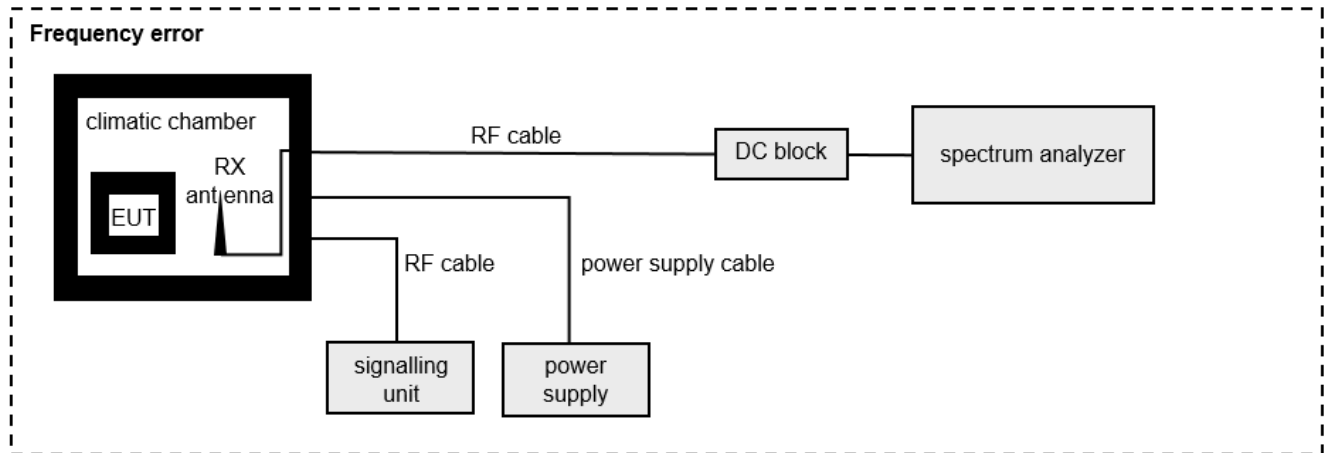 Frequency error
climatic chamber
RX
antenna
EUT
RF cable
DC block
spectrum analyzer
RF cable
power supply cable
signalling
unit
power
supply